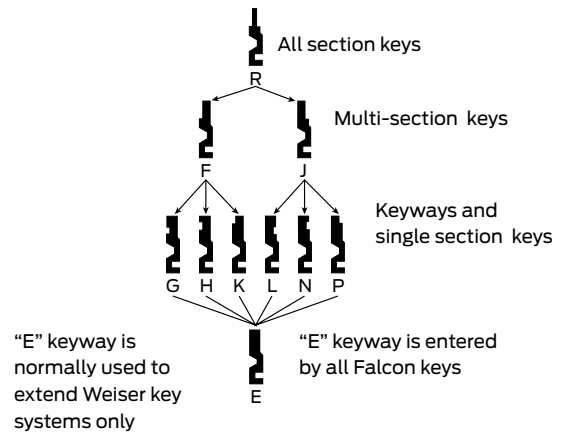 All section keys
R
Multi-section keys
F
J
Keyways and
single section keys
G H K L N P
“E” keyway is
normally used to
extend Weiser key
systems only
“E” keyway is entered
by all Falcon keys
E